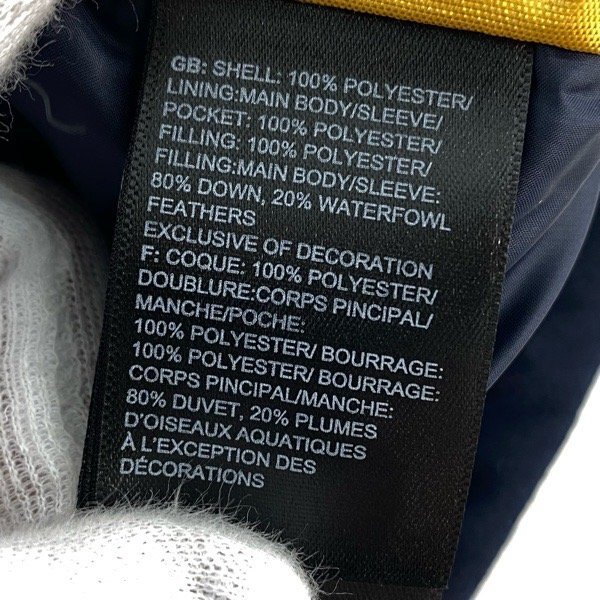 GB: SHELL: 100% POLYESTER/
LINING:MAIN BODY/SLEEVE/
POCKET: 100% POLYESTER/
FILLING: 100% POLYESTER/
FILLING:MAIN BODY/SLEEVE:
80% DOWN, 20% WATERFOWL
FEATHERS
EXCLUSIVE OF DECORATION
F: COQUE: 100% POLYESTER/
DOUBLURE:CORPS PINCIPAL/
MANCHE/POCHE:
100% POLYESTER/ BOURRAGE:
100% POLYESTER/ BOURRAGE:
CORPS PINCIPAL/MANCHE:
80% DUVET, 20% PLUMES
D'OISEAUX AQUATIQUES
À L'EXCEPTION DES
DÉCORATIONS